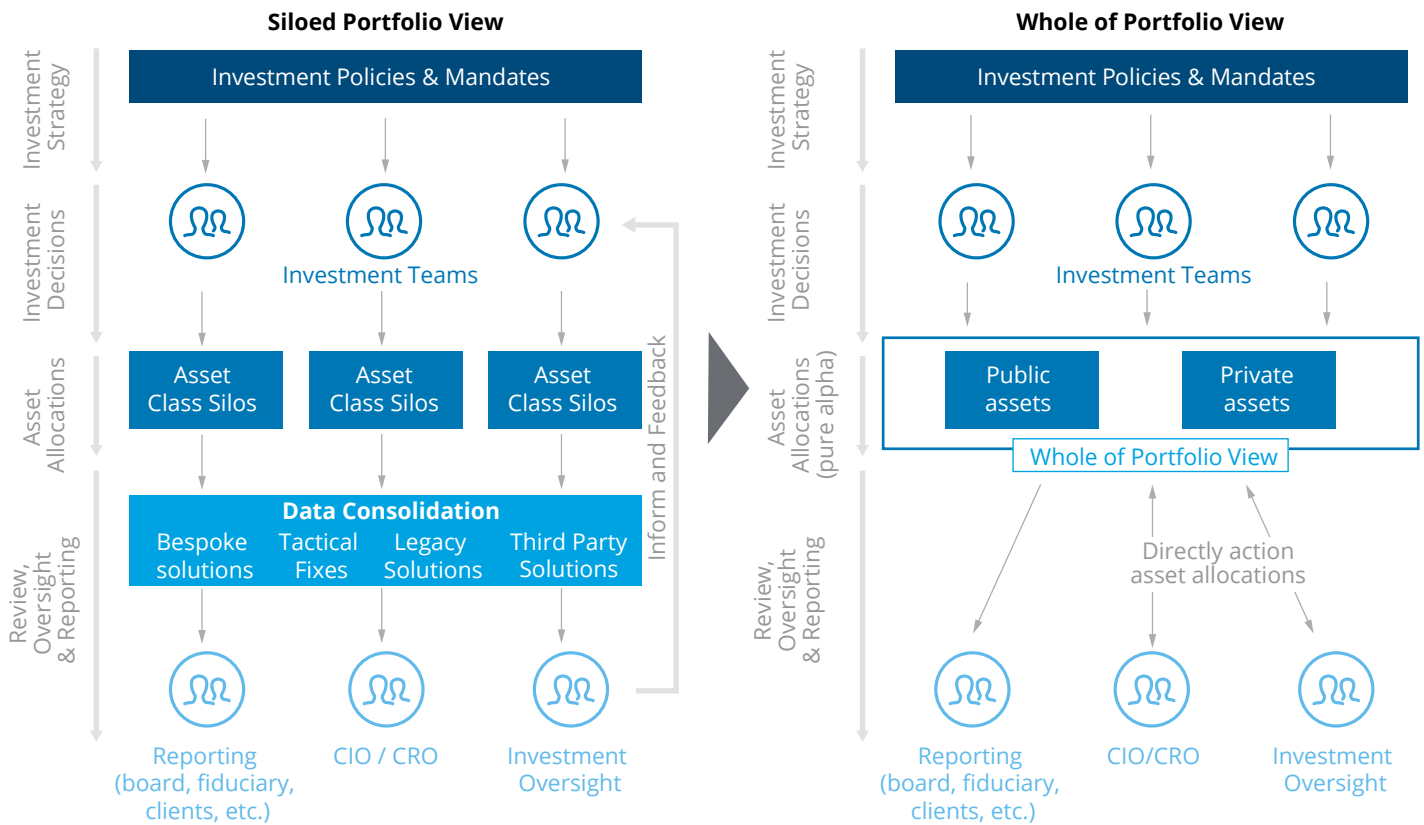 Siloed Portfolio View
Investment
Strategy
Investment Policies & Mandates
Investment
Decisions
Investment Teams
Asset
Allocations
Asset
Class Silos
Asset
Class Silos
Asset
Class Silos
Inform and Feedback
Review,
Oversight
& Reporting
Data Consolidation
Bespoke
solutions
Tactical
Fixes
Legacy
Solutions
Third Party
Solutions
Reporting
(board, fiduciary,
clients, etc.)
CIO / CRO
Investment
Oversight
Whole of Portfolio View
Investment
Strategy
Investment Policies & Mandates
Investment
Decisions
Investment Teams
Asset
Allocations
(pure alpha)
Public
assets
Private
assets
Whole of Portfolio View
Review,
Oversight
& Reporting
Directly action
asset allocations
Reporting
(board, fiduciary,
clients, etc.)
CIO/CRO
Investment
Oversight